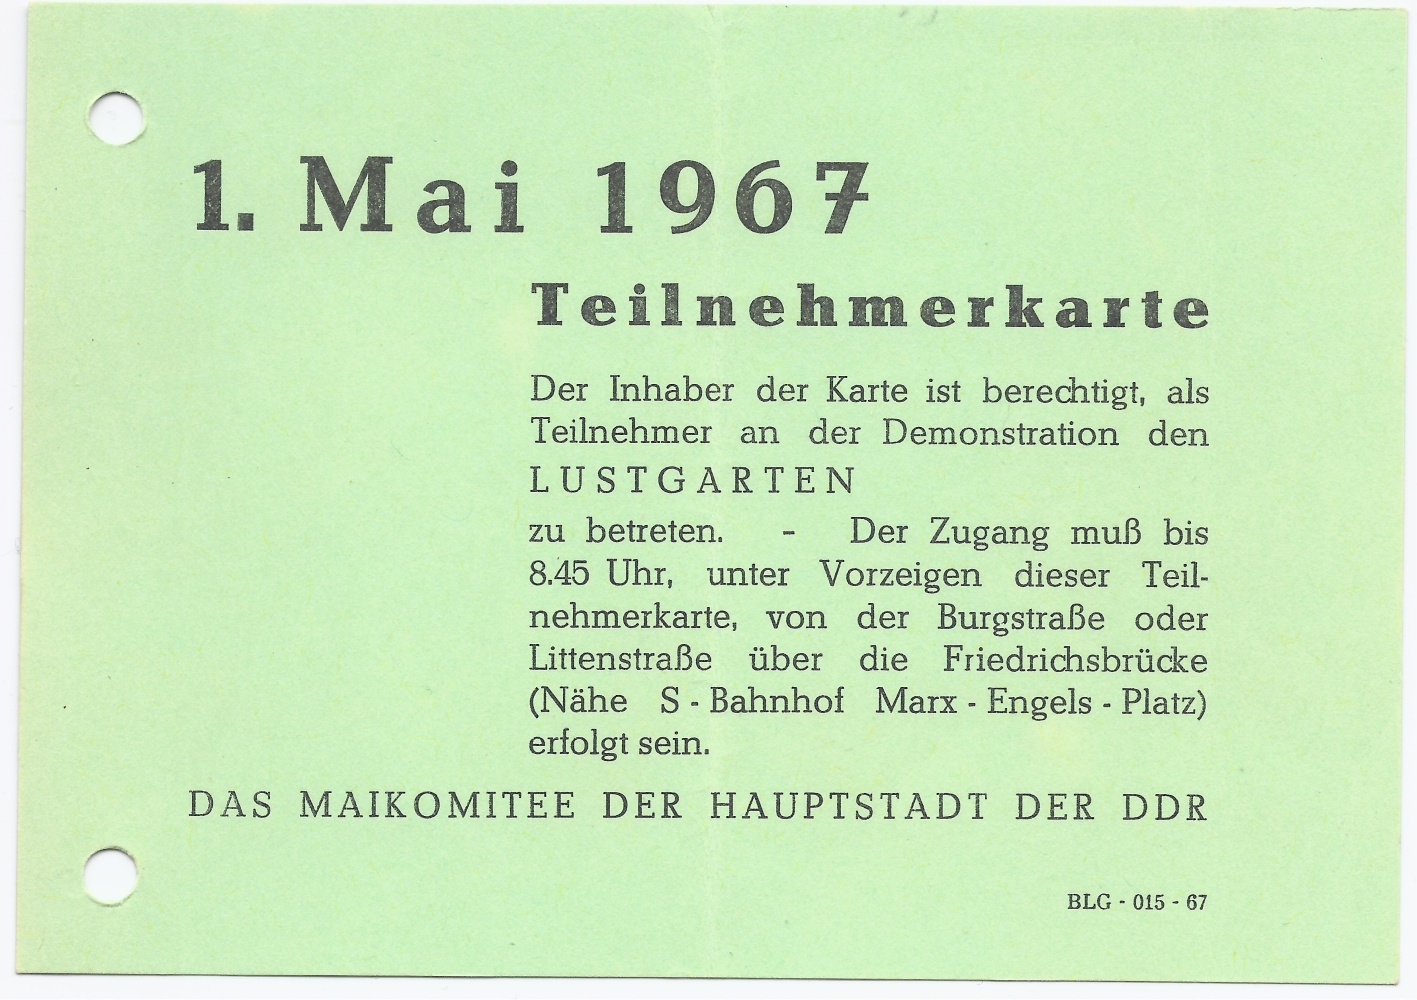 1. Mai 1967
Teilnehmerkarte
Der Inhaber der Karte ist berechtigt, als
Teilnehmer an der Demonstration den
LUSTGARTEN
zu betreten. - Der Zugang muß bis
8.45 Uhr, unter Vorzeigen dieser Teil-
nehmerkarte, von der Burgstraße oder
Littenstraße über die Friedrichsbrücke
(Nähe S - Bahnhof Marx - Engels - Platz)
erfolgt sein.
DAS MAIKOMITEE DER HAUPTSTADT DER DDR
BLG - 015 - 67